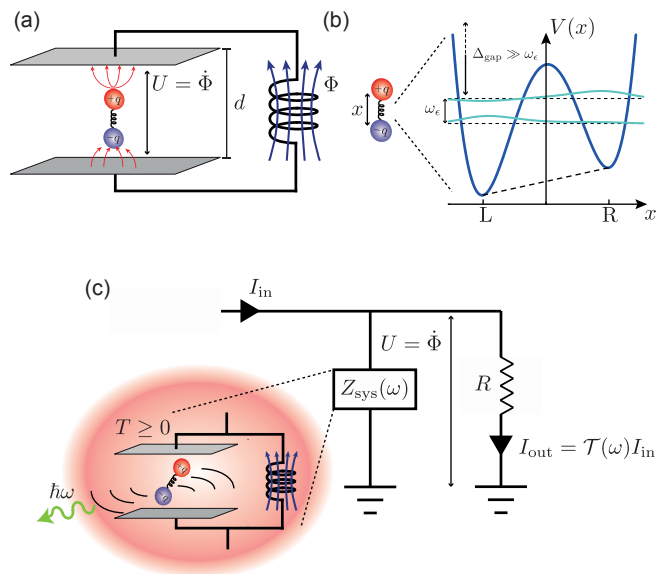 (a)
+q
-q
U = Φ̇
d
Φ
(b)
+q
x
-q
V(x)
Δgap ≫ ωϵ
ωϵ
L
R
x
(c)
Iin
U = Φ̇
Zsys(ω)
R
Iout = 𝒯(ω)Iin
T ≥ 0
ℏω